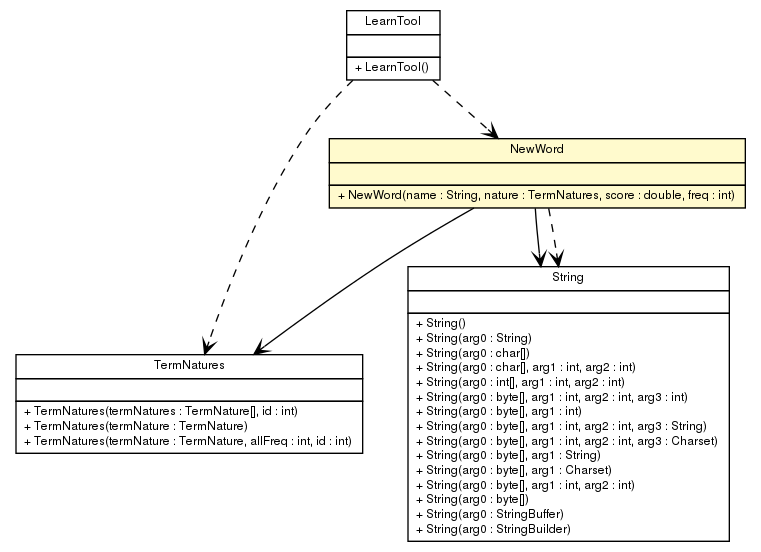 LearnTool
+ LearnTool()
NewWord
+ NewWord(name : String, nature : TermNatures, score : double, freq : int)
String
+ String()
+ String(arg0 : String)
+ String(arg0 : char[])
+ String(arg0 : char[], arg1 : int, arg2 : int)
+ String(arg0 : int[], arg1 : int, arg2 : int)
+ String(arg0 : byte[], arg1 : int, arg2 : int, arg3 : int)
+ String(arg0 : byte[], arg1 : int)
+ String(arg0 : byte[], arg1 : int, arg2 : int, arg3 : String)
+ String(arg0 : byte[], arg1 : int, arg2 : int, arg3 : Charset)
+ String(arg0 : byte[], arg1 : String)
+ String(arg0 : byte[], arg1 : Charset)
+ String(arg0 : byte[], arg1 : int, arg2 : int)
+ String(arg0 : byte[])
+ String(arg0 : StringBuffer)
+ String(arg0 : StringBuilder)
TermNatures
+ TermNatures(termNatures : TermNature[], id : int)
+ TermNatures(termNature : TermNature)
+ TermNatures(termNature : TermNature, allFreq : int, id : int)